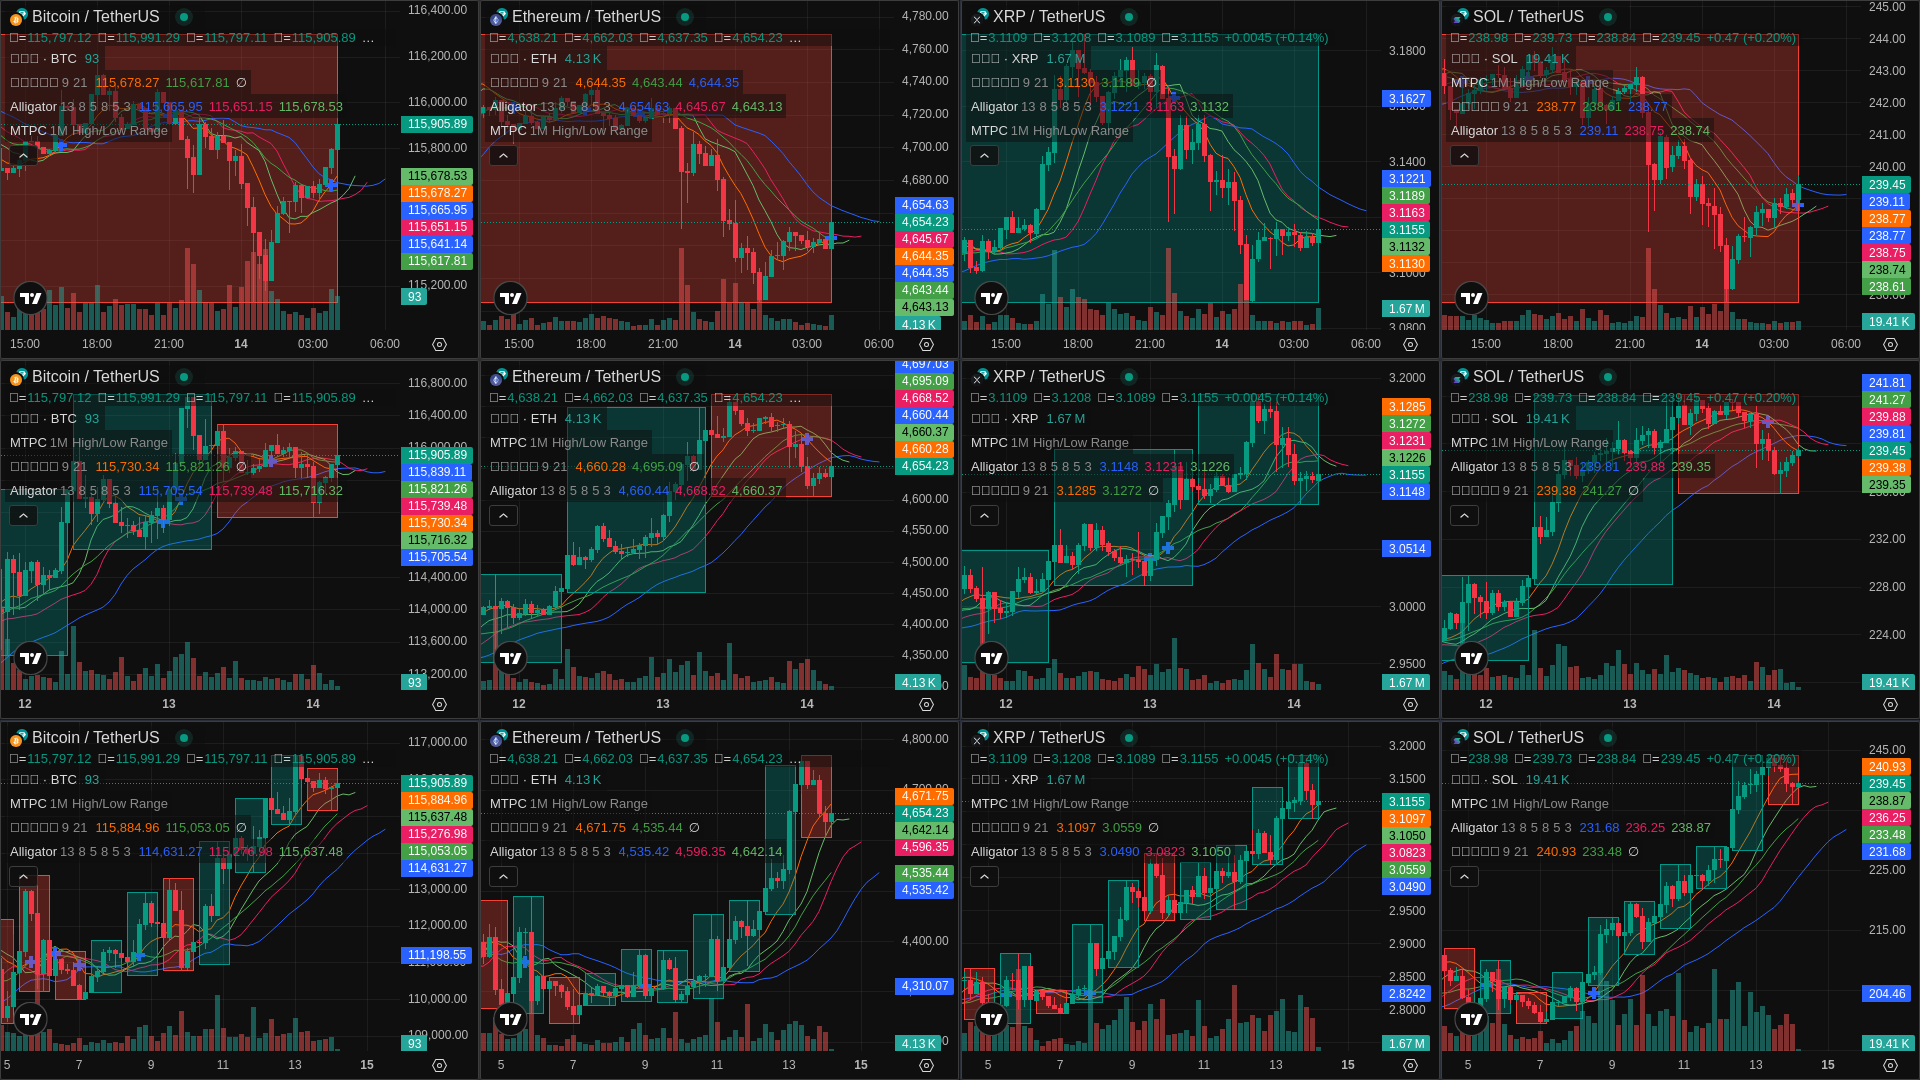 Bitcoin / TetherUS
□=115,797.12 □=115,991.29 □=115,797.11 □=115,905.89 ...
□□□ · BTC 93
□□□□□ 9 21 115,678.27 115,617.81 ∅
Alligator 13 8 5 8 5 3 115,665.95 115,651.15 115,678.53
MTPC 1M High/Low Range
116,400.00
116,200.00
116,000.00
115,905.89
115,800.00
115,678.53
115,678.27
115,665.95
115,651.15
115,641.14
115,617.81
115,200.00
93
15:00 18:00 21:00 14 03:00 06:00
Ethereum / TetherUS
□=4,638.21 □=4,662.03 □=4,637.35 □=4,654.23 ...
□□□ · ETH 4.13 K
□□□□□ 9 21 4,644.35 4,643.44 4,644.35
Alligator 13 8 5 8 5 3 4,654.63 4,645.67 4,643.13
MTPC 1M High/Low Range
4,780.00
4,760.00
4,740.00
4,720.00
4,700.00
4,680.00
4,654.63
4,654.23
4,645.67
4,644.35
4,644.35
4,643.44
4,643.13
4.13 K
15:00 18:00 21:00 14 03:00 06:00
XRP / TetherUS
□=3.1109 □=3.1208 □=3.1089 □=3.1155 +0.0045 (+0.14%)
□□□ · XRP 1.67 M
□□□□□ 9 21 3.1130 3.1189 ∅
Alligator 13 8 5 8 5 3 3.1221 3.1163 3.1132
MTPC 1M High/Low Range
3.1800
3.1627
3.1600
3.1400
3.1221
3.1189
3.1163
3.1155
3.1132
3.1130
3.1000
1.67 M
3.0800
15:00 18:00 21:00 14 03:00 06:00
SOL / TetherUS
□=238.98 □=239.73 □=238.84 □=239.45 +0.47 (+0.20%)
□□□ · SOL 19.41 K
MTPC 1M High/Low Range
□□□□□ 9 21 238.77 238.61 238.77
Alligator 13 8 5 8 5 3 239.11 238.75 238.74
245.00
244.00
243.00
242.00
241.00
240.00
239.45
239.11
238.77
238.77
238.75
238.74
238.61
19.41 K
15:00 18:00 21:00 14 03:00 06:00
Bitcoin / TetherUS
□=115,797.12 □=115,991.29 □=115,797.11 □=115,905.89 ...
□□□ · BTC 93
MTPC 1M High/Low Range
□□□□□ 9 21 115,730.34 115,821.26 ∅
Alligator 13 8 5 8 5 3 115,705.54 115,739.48 115,716.32
116,800.00
116,400.00
116,000.00
115,905.89
115,839.11
115,821.26
115,739.48
115,730.34
115,716.32
115,705.54
114,400.00
114,000.00
113,600.00
113,200.00
93
12 13 14
Ethereum / TetherUS
□=4,638.21 □=4,662.03 □=4,637.35 □=4,654.23 ...
□□□ · ETH 4.13 K
MTPC 1M High/Low Range
□□□□□ 9 21 4,660.28 4,695.09 ∅
Alligator 13 8 5 8 5 3 4,660.44 4,668.52 4,660.37
4,697.03
4,695.09
4,668.52
4,660.44
4,660.37
4,660.28
4,654.23
4,600.00
4,550.00
4,500.00
4,450.00
4,400.00
4,350.00
4.13 K
12 13 14
XRP / TetherUS
□=3.1109 □=3.1208 □=3.1089 □=3.1155 +0.0045 (+0.14%)
□□□ · XRP 1.67 M
MTPC 1M High/Low Range
Alligator 13 8 5 8 5 3 3.1148 3.1231 3.1226
□□□□□ 9 21 3.1285 3.1272 ∅
3.2000
3.1285
3.1272
3.1231
3.1226
3.1155
3.1148
3.0514
3.0000
2.9500
1.67 M
12 13 14
SOL / TetherUS
□=238.98 □=239.73 □=238.84 □=239.45 +0.47 (+0.20%)
□□□ · SOL 19.41 K
MTPC 1M High/Low Range
Alligator 13 8 5 8 5 3 239.81 239.88 239.35
□□□□□ 9 21 239.38 241.27 ∅
241.81
241.27
239.88
239.81
239.45
239.38
239.35
232.00
228.00
224.00
19.41 K
12 13 14
Bitcoin / TetherUS
□=115,797.12 □=115,991.29 □=115,797.11 □=115,905.89 ...
□□□ · BTC 93
MTPC 1M High/Low Range
□□□□□ 9 21 115,884.96 115,053.05 ∅
Alligator 13 8 5 8 5 3 114,631.27 115,276.98 115,637.48
117,000.00
115,905.89
115,884.96
115,637.48
115,276.98
115,053.05
114,631.27
113,000.00
112,000.00
111,198.55
110,000.00
109,000.00
93
5 7 9 11 13 15
Ethereum / TetherUS
□=4,638.21 □=4,662.03 □=4,637.35 □=4,654.23 ...
□□□ · ETH 4.13 K
MTPC 1M High/Low Range
□□□□□ 9 21 4,671.75 4,535.44 ∅
Alligator 13 8 5 8 5 3 4,535.42 4,596.35 4,642.14
4,800.00
4,671.75
4,654.23
4,642.14
4,596.35
4,535.44
4,535.42
4,400.00
4,310.07
4.13 K
5 7 9 11 13 15
XRP / TetherUS
□=3.1109 □=3.1208 □=3.1089 □=3.1155 +0.0045 (+0.14%)
□□□ · XRP 1.67 M
MTPC 1M High/Low Range
□□□□□ 9 21 3.1097 3.0559 ∅
Alligator 13 8 5 8 5 3 3.0490 3.0823 3.1050
3.2000
3.1500
3.1155
3.1097
3.1050
3.0823
3.0559
3.0490
2.9500
2.9000
2.8500
2.8242
2.8000
1.67 M
5 7 9 11 13 15
SOL / TetherUS
□=238.98 □=239.73 □=238.84 □=239.45 +0.47 (+0.20%)
□□□ · SOL 19.41 K
MTPC 1M High/Low Range
Alligator 13 8 5 8 5 3 231.68 236.25 238.87
□□□□□ 9 21 240.93 233.48 ∅
245.00
240.93
239.45
238.87
236.25
233.48
231.68
225.00
215.00
204.46
19.41 K
5 7 9 11 13 15